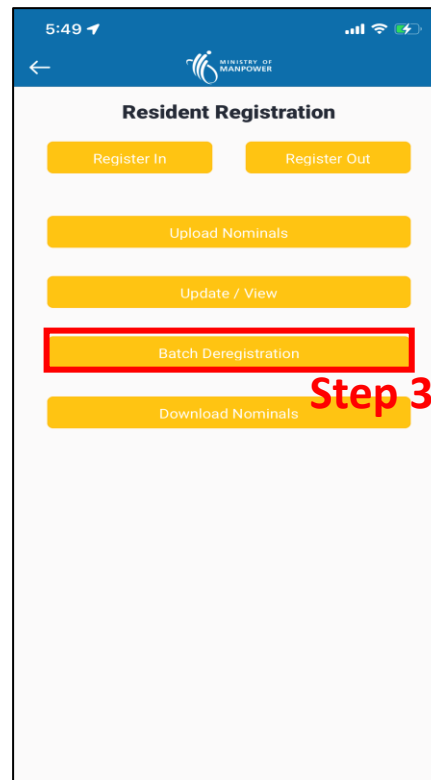 5:49
MINISTRY OF
MANPOWER
Resident Registration
Register In
Register Out
Upload Nominals
Update / View
Batch Deregistration
Step 3
Download Nominals